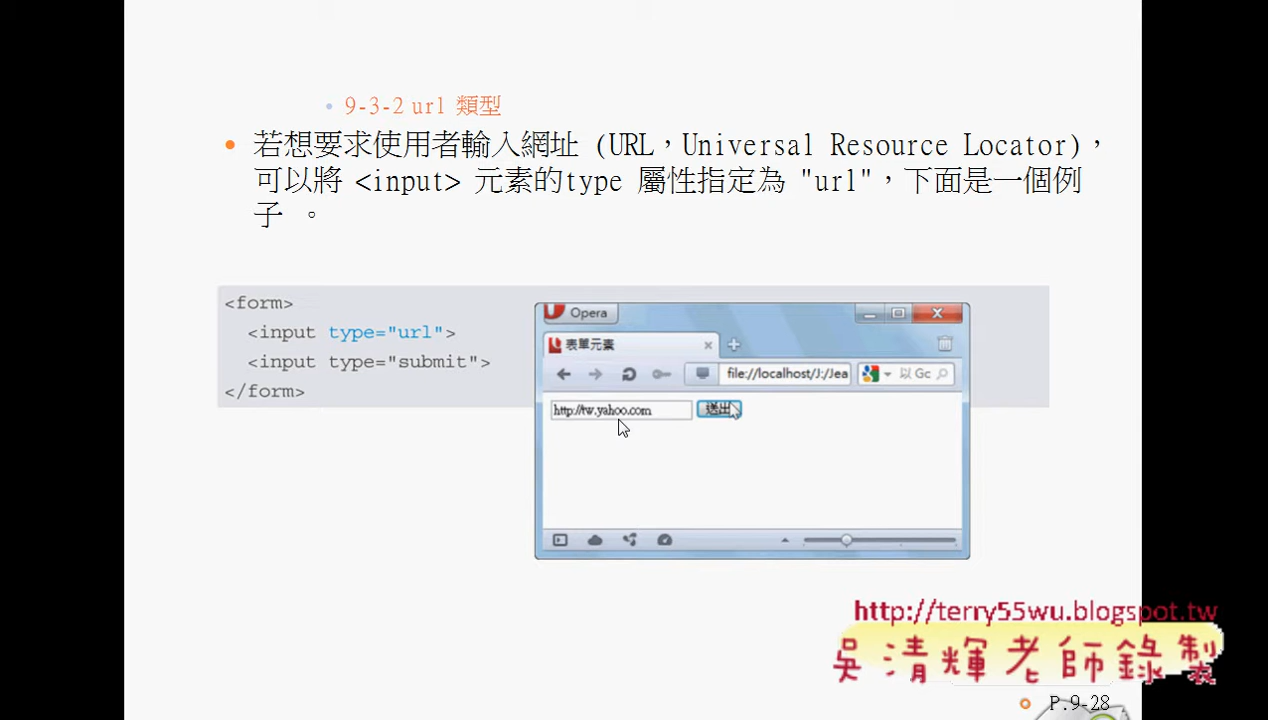 9-3-2 url 類型
若想要求使用者輸入網址 (URL，Universal Resource Locator)，
可以將 <input> 元素的type 屬性指定為 "url"，下面是一個例
子 。
<form>
<input type="url">
<input type="submit">
</form>
Opera
表單元素
file://localhost/J:/Jea
以 Gc
http://tw.yahoo.com
送出
http://terry55wu.blogspot.tw
吳清輝老師錄製
P.9-28